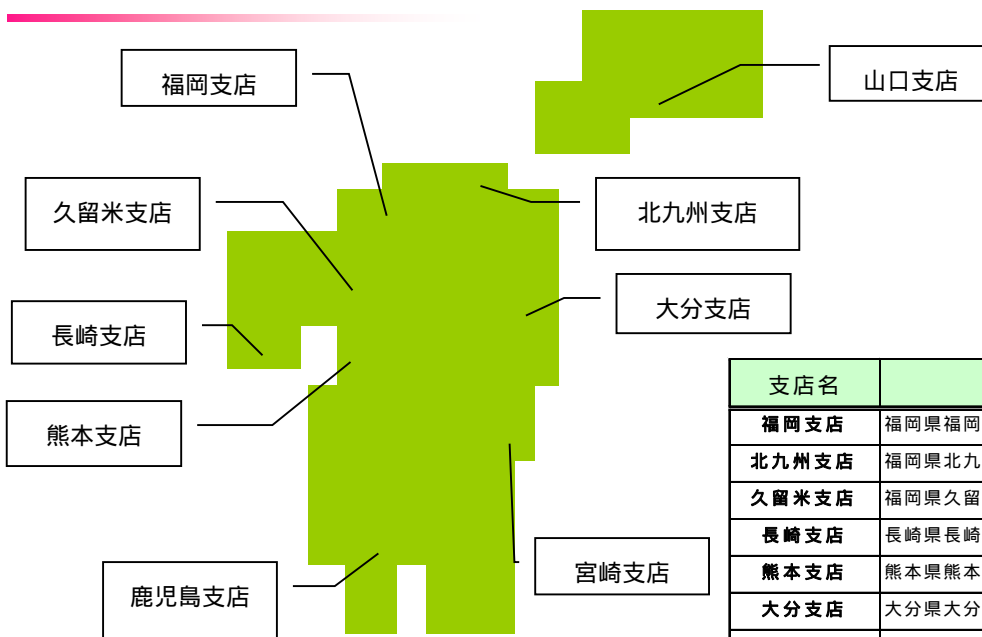 福岡支店
山口支店
久留米支店
北九州支店
長崎支店
大分支店
熊本支店
鹿児島支店
宮崎支店
支店名
福岡支店 福岡県福岡
北九州支店 福岡県北九
久留米支店 福岡県久留
長崎支店 長崎県長崎
熊本支店 熊本県熊本
大分支店 大分県大分